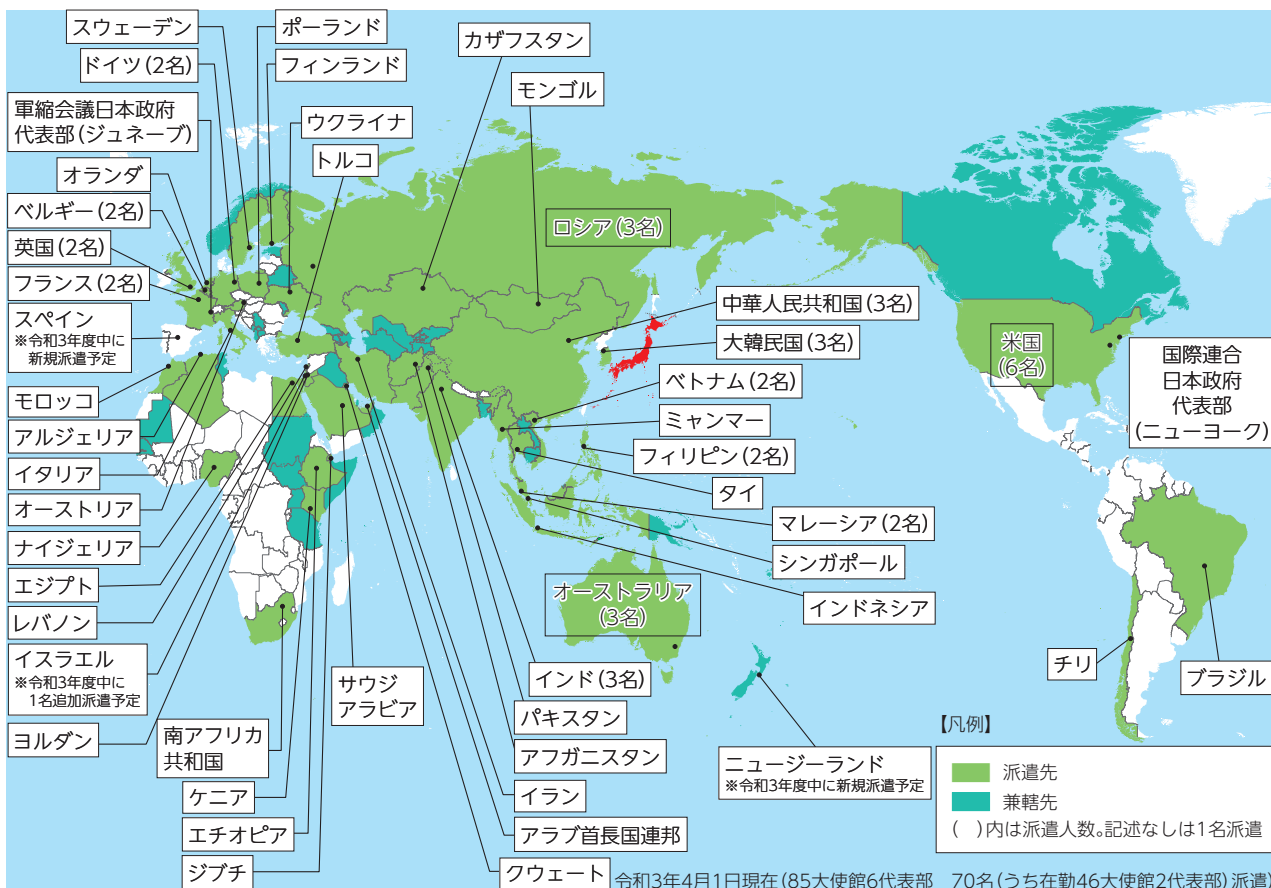 スウェーデン
ドイツ(2名)
軍縮会議日本政府
代表部(ジュネーブ)
オランダ
ベルギー(2名)
英国(2名)
フランス(2名)
スペイン
※令和3年度中に
新規派遣予定
モロッコ
アルジェリア
イタリア
オーストリア
ナイジェリア
エジプト
レバノン
イスラエル
※令和3年度中に
1名追加派遣予定
ヨルダン
ポーランド
フィンランド
ウクライナ
トルコ
カザフスタン
モンゴル
ロシア(3名)
中華人民共和国(3名)
大韓民国(3名)
ベトナム(2名)
ミャンマー
フィリピン(2名)
タイ
マレーシア(2名)
シンガポール
インドネシア
オーストラリア
(3名)
米国
(6名)
国際連合
日本政府
代表部
(ニューヨーク)
チリ
ブラジル
ニュージーランド
※令和3年度中に新規派遣予定
インド(3名)
パキスタン
アフガニスタン
イラン
アラブ首長国連邦
クウェート
サウジ
アラビア
南アフリカ
共和国
ケニア
エチオピア
ジブチ
【凡例】
派遣先
兼轄先
( )内は派遣人数。記述なしは1名派遣
令和3年4月1日現在(85大使館6代表部 70名(うち在勤46大使館2代表部)派遣)